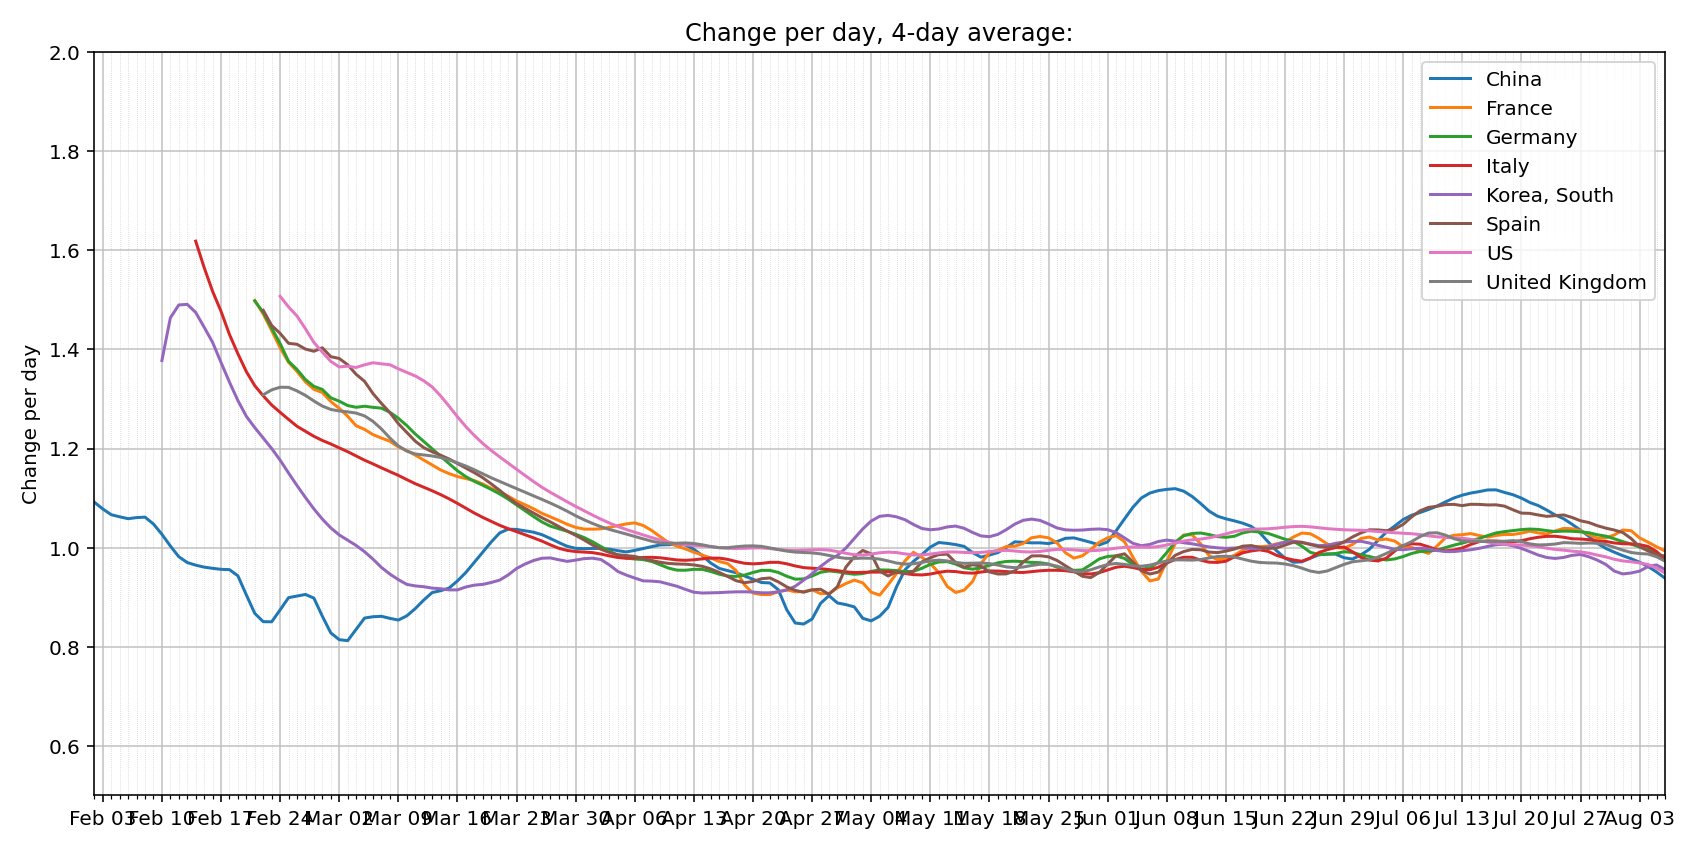 Change per day, 4-day average:
2.0
1.8
1.6
1.4
1.2
1.0
0.8
0.6
Change per day
China
France
Germany
Italy
Korea, South
Spain
US
United Kingdom
Feb 03 Feb 10 Feb 17 Feb 24 Mar 02 Mar 09 Mar 16 Mar 23 Mar 30 Apr 06 Apr 13 Apr 20 Apr 27 May 04 May 11 May 18 May 25 Jun 01 Jun 08 Jun 15 Jun 22 Jun 29 Jul 06 Jul 13 Jul 20 Jul 27 Aug 03